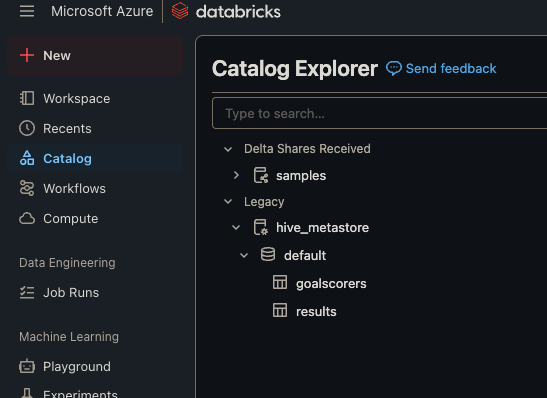 Microsoft Azure databricks
New
Workspace
Recents
Catalog
Workflows
Compute
Data Engineering
Job Runs
Machine Learning
Playground
Experiments
Catalog Explorer Send feedback
Type to search...
Delta Shares Received
samples
Legacy
hive_metastore
default
goalscorers
results